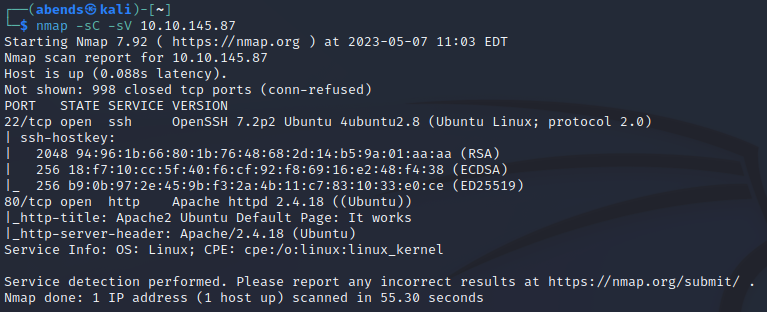 ┌──(abends㉿kali)-[~]
└─$ nmap -sC -sV 10.10.145.87
Starting Nmap 7.92 ( https://nmap.org ) at 2023-05-07 11:03 EDT
Nmap scan report for 10.10.145.87
Host is up (0.088s latency).
Not shown: 998 closed tcp ports (conn-refused)
PORT   STATE SERVICE VERSION
22/tcp open  ssh     OpenSSH 7.2p2 Ubuntu 4ubuntu2.8 (Ubuntu Linux; protocol 2.0)
| ssh-hostkey:
|   2048 94:96:1b:66:80:1b:76:48:68:2d:14:b5:9a:01:aa:aa (RSA)
|   256 18:f7:10:cc:5f:40:f6:cf:92:f8:69:16:e2:48:f4:38 (ECDSA)
|_  256 b9:0b:97:2e:45:9b:f3:2a:4b:11:c7:83:10:33:e0:ce (ED25519)
80/tcp open  http    Apache httpd 2.4.18 ((Ubuntu))
|_http-title: Apache2 Ubuntu Default Page: It works
|_http-server-header: Apache/2.4.18 (Ubuntu)
Service Info: OS: Linux; CPE: cpe:/o:linux:linux_kernel

Service detection performed. Please report any incorrect results at https://nmap.org/submit/ .
Nmap done: 1 IP address (1 host up) scanned in 55.30 seconds